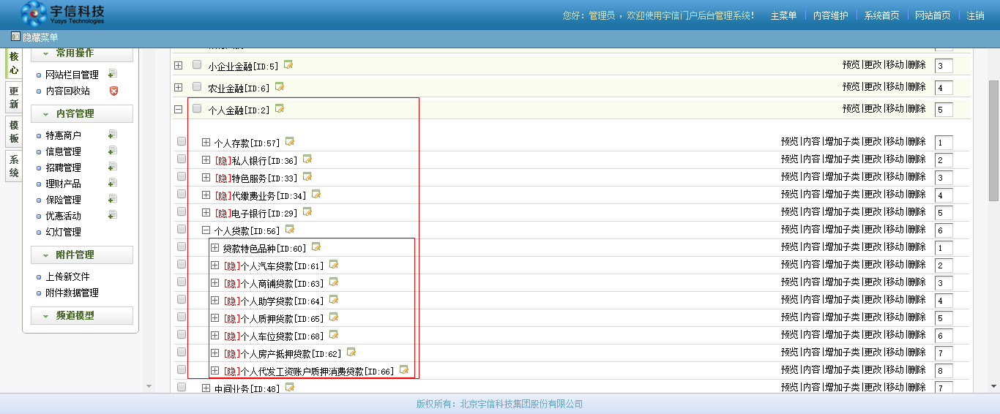 宇信科技
Yusys Technologies
您好：管理员 ，欢迎使用宇信门户后台管理系统！ 主菜单 内容维护 系统首页 网站首页 注销
隐藏菜单
核心
更新
模板
系统
常用操作
网站栏目管理
内容回收站
内容管理
特惠商户
信息管理
招聘管理
理财产品
保险管理
优惠活动
幻灯管理
附件管理
上传新文件
附件数据管理
频道模型
小企业金融[ID:5] 预览|更改|移动|删除 3
农业金融[ID:6] 预览|更改|移动|删除 4
个人金融[ID:2] 预览|更改|移动|删除 5
个人存款[ID:57] 预览|内容|增加子类|更改|移动|删除 1
[隐]私人银行[ID:36] 预览|内容|增加子类|更改|移动|删除 2
[隐]特色服务[ID:33] 预览|内容|增加子类|更改|移动|删除 3
[隐]代缴费业务[ID:34] 预览|内容|增加子类|更改|移动|删除 4
[隐]电子银行[ID:29] 预览|内容|增加子类|更改|移动|删除 5
个人贷款[ID:56] 预览|内容|增加子类|更改|移动|删除 6
贷款特色品种[ID:60] 预览|内容|增加子类|更改|移动|删除 1
[隐]个人汽车贷款[ID:61] 预览|内容|增加子类|更改|移动|删除 2
[隐]个人商铺贷款[ID:63] 预览|内容|增加子类|更改|移动|删除 3
[隐]个人助学贷款[ID:64] 预览|内容|增加子类|更改|移动|删除 4
[隐]个人质押贷款[ID:65] 预览|内容|增加子类|更改|移动|删除 5
[隐]个人车位贷款[ID:68] 预览|内容|增加子类|更改|移动|删除 6
[隐]个人房产抵押贷款[ID:62] 预览|内容|增加子类|更改|移动|删除 7
[隐]个人代发工资账户质押消费贷款[ID:66] 预览|内容|增加子类|更改|移动|删除 8
中间业务[ID:48] 预览|内容|增加子类|更改|移动|删除 7
版权所有：北京宇信科技集团股份有限公司